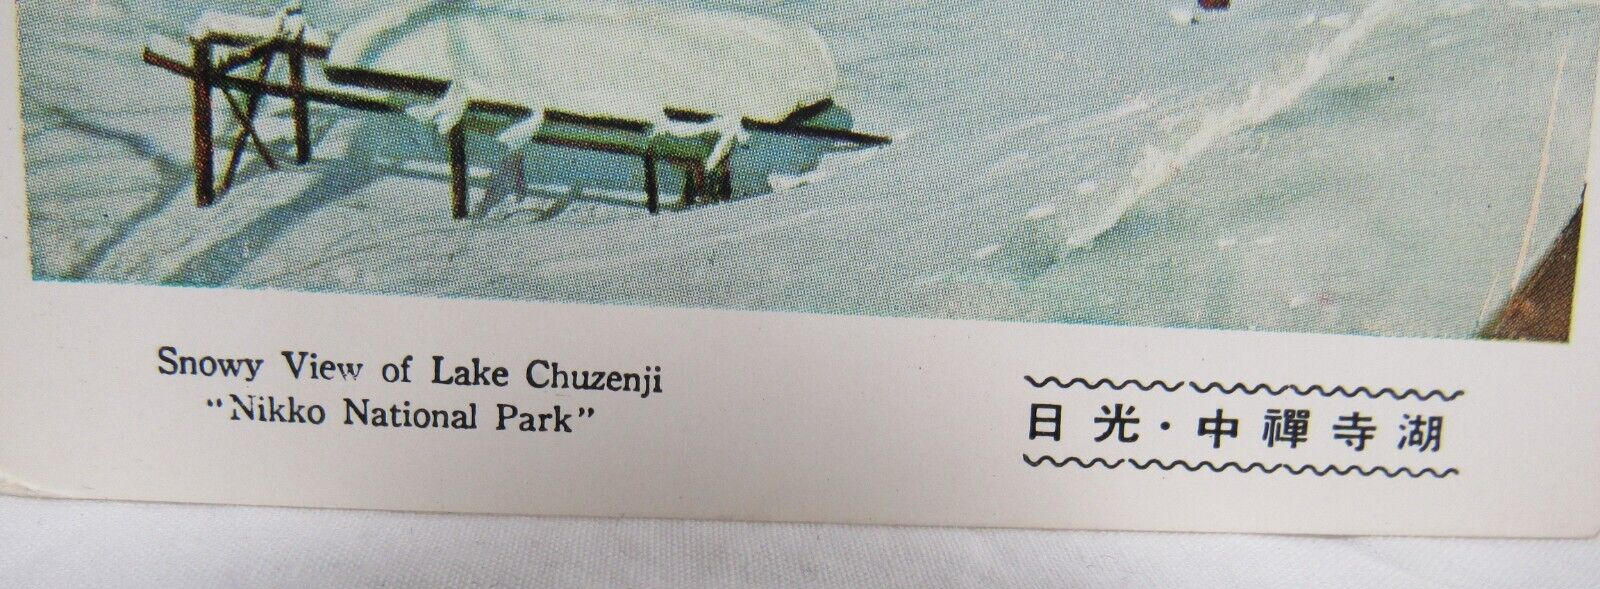 Snowy View of Lake Chuzenji
"Nikko National Park"
日光・中禪寺湖